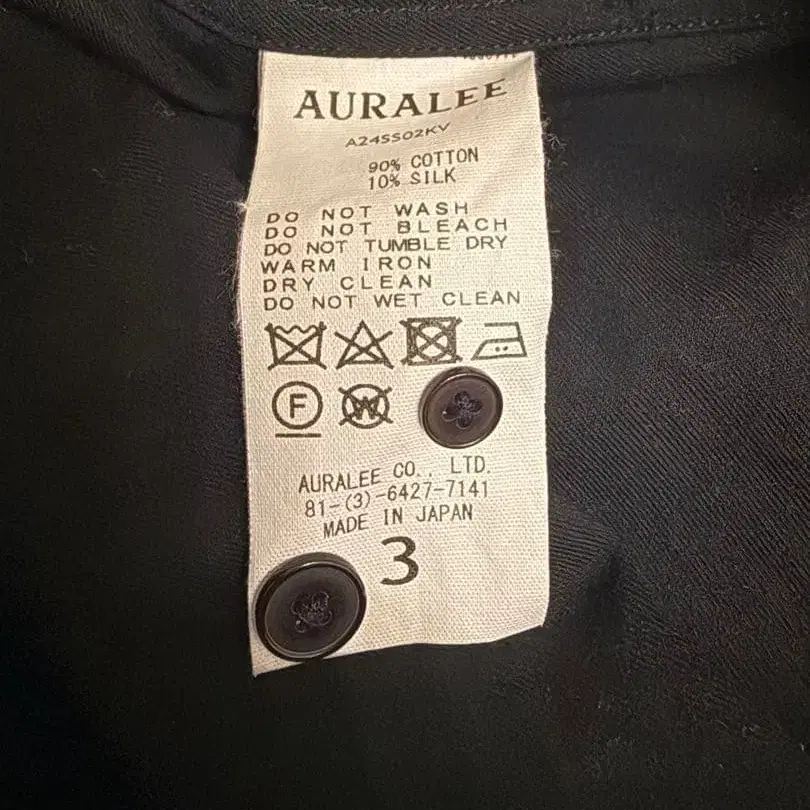 AURALEE
A24SS02KV
90% COTTON
10% SILK
DO NOT WASH
DO NOT BLEACH
DO NOT TUMBLE DRY
WARM IRON
DRY CLEAN
DO NOT WET CLEAN
F W
AURALEE CO., LTD.
81-(3)-6427-7141
MADE IN JAPAN
3